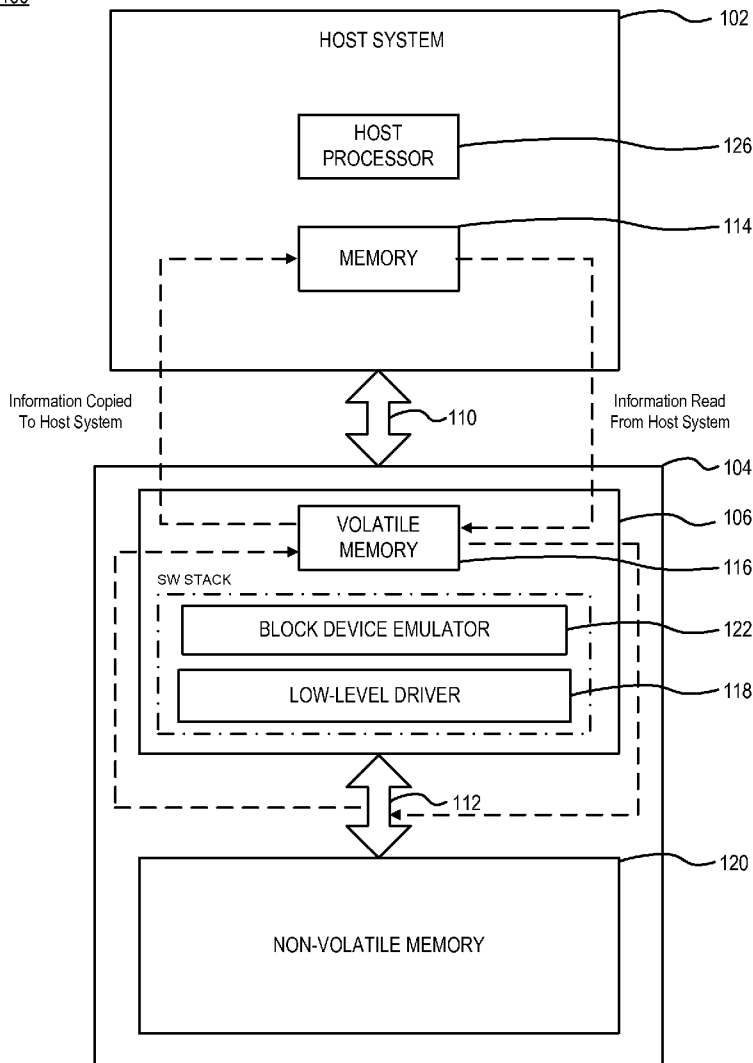 102
HOST SYSTEM
HOST
PROCESSOR
126
114
MEMORY
Information Copied
To Host System
110
Information Read
From Host System
104
106
VOLATILE
MEMORY
116
SW STACK
BLOCK DEVICE EMULATOR
122
LOW-LEVEL DRIVER
118
112
120
NON-VOLATILE MEMORY